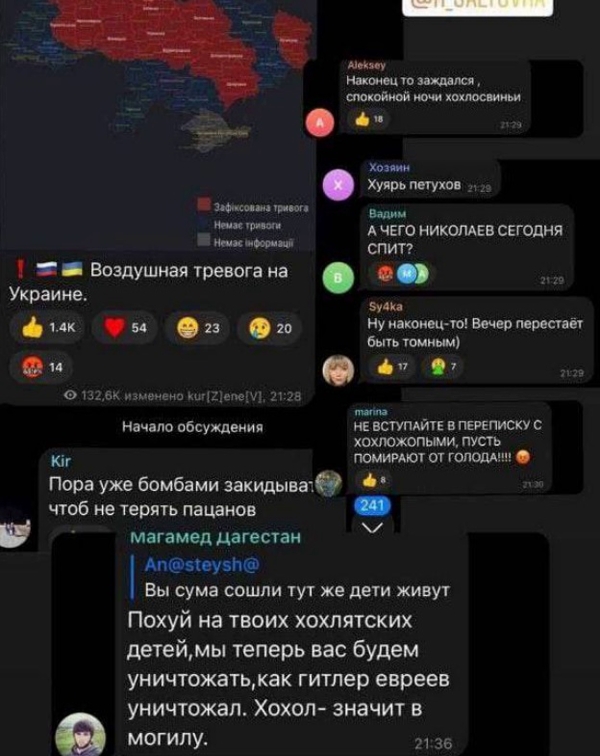 Зафіксована тривога
Немає тривоги
Немає інформації
❗ 🇷🇺🇺🇦 Воздушная тревога на
Украине.
👍 1.4K ❤ 54 😁 23 😢 20
🤬 14
132,6K изменено kur[Z]ene[V], 21:28
Начало обсуждения
Kir
Пора уже бомбами закидыват
чтоб не терять пацанов
Aleksey
Наконец то заждался ,
спокойной ночи хохлосвиньи
A
👍 18
21:29
Хозяин
X
Хуярь петухов 21:29
Вадим
А ЧЕГО НИКОЛАЕВ СЕГОДНЯ
СПИТ?
B
🤬 M A
21:29
Sy4ka
Ну наконец-то! Вечер перестаёт
быть томным)
👍 17 🤮 7
21:29
marina
НЕ ВСТУПАЙТЕ В ПЕРЕПИСКУ С
ХОХЛОЖОПЫМИ, ПУСТЬ
ПОМИРАЮТ ОТ ГОЛОДА!!!! 😡
👍 8
21:30
241
Магамед Дагестан
An@steysh@
Вы сума сошли тут же дети живут
Похуй на твоих хохлятских
детей,мы теперь вас будем
уничтожать,как гитлер евреев
уничтожал. Хохол- значит в
могилу.
21:36